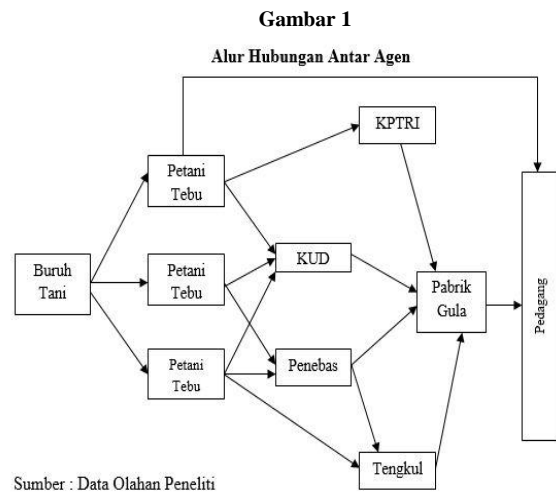 Gambar 1
Alur Hubungan Antar Agen
KPTRI
Petani
Tebu
Buruh
Tani
Petani
Tebu
KUD
Pabrik
Gula
Pedagang
Petani
Tebu
Penebas
Tengkul
Sumber : Data Olahan Peneliti